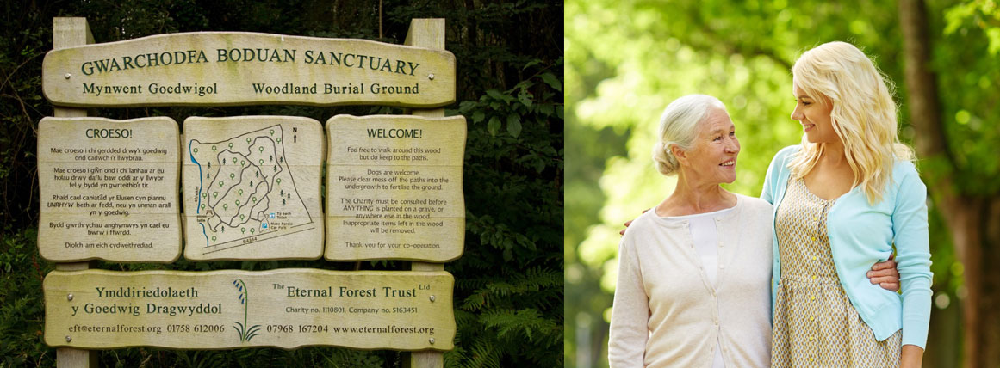 GWARCHODFA BODUAN SANCTUARY
Mynwent Goedwigol Woodland Burial Ground
CROESO!
Mae croeso i chi gerdded drwy'r goedwig
ond cadwch i'r llwybrau.
Mae croeso i gŵn ond i chi lanhau ar eu
holau drwy daflu baw oddi ar y llwybr
fel y bydd yn gwrteithio'r tir.
Rhaid cael caniatâd yr Elusen cyn plannu
UNRHYW beth ar fedd, neu yn unman arall
yn y goedwig.
Bydd gwrthrychau anghymwys yn cael eu
bwrw i ffwrdd.
Diolch am eich cydweithrediad.
N
Tŷ bach
Toilet
Maes Parcio
Car Park
B4354
WELCOME!
Feel free to walk around this wood
but do keep to the paths.
Dogs are welcome.
Please clear mess off the paths into the
undergrowth to fertilise the ground.
The Charity must be consulted before
ANYTHING is planted on a grave, or
anywhere else in the wood.
Inappropriate items left in the wood
will be removed.
Thank you for your co-operation.
Ymddiriedolaeth
y Goedwig Dragwyddol
eft@eternalforest.org 01758 612006
The Eternal Forest Trust Ltd
Charity no. 1110801, Company no. 5163451
07968 167204 www.eternalforest.org